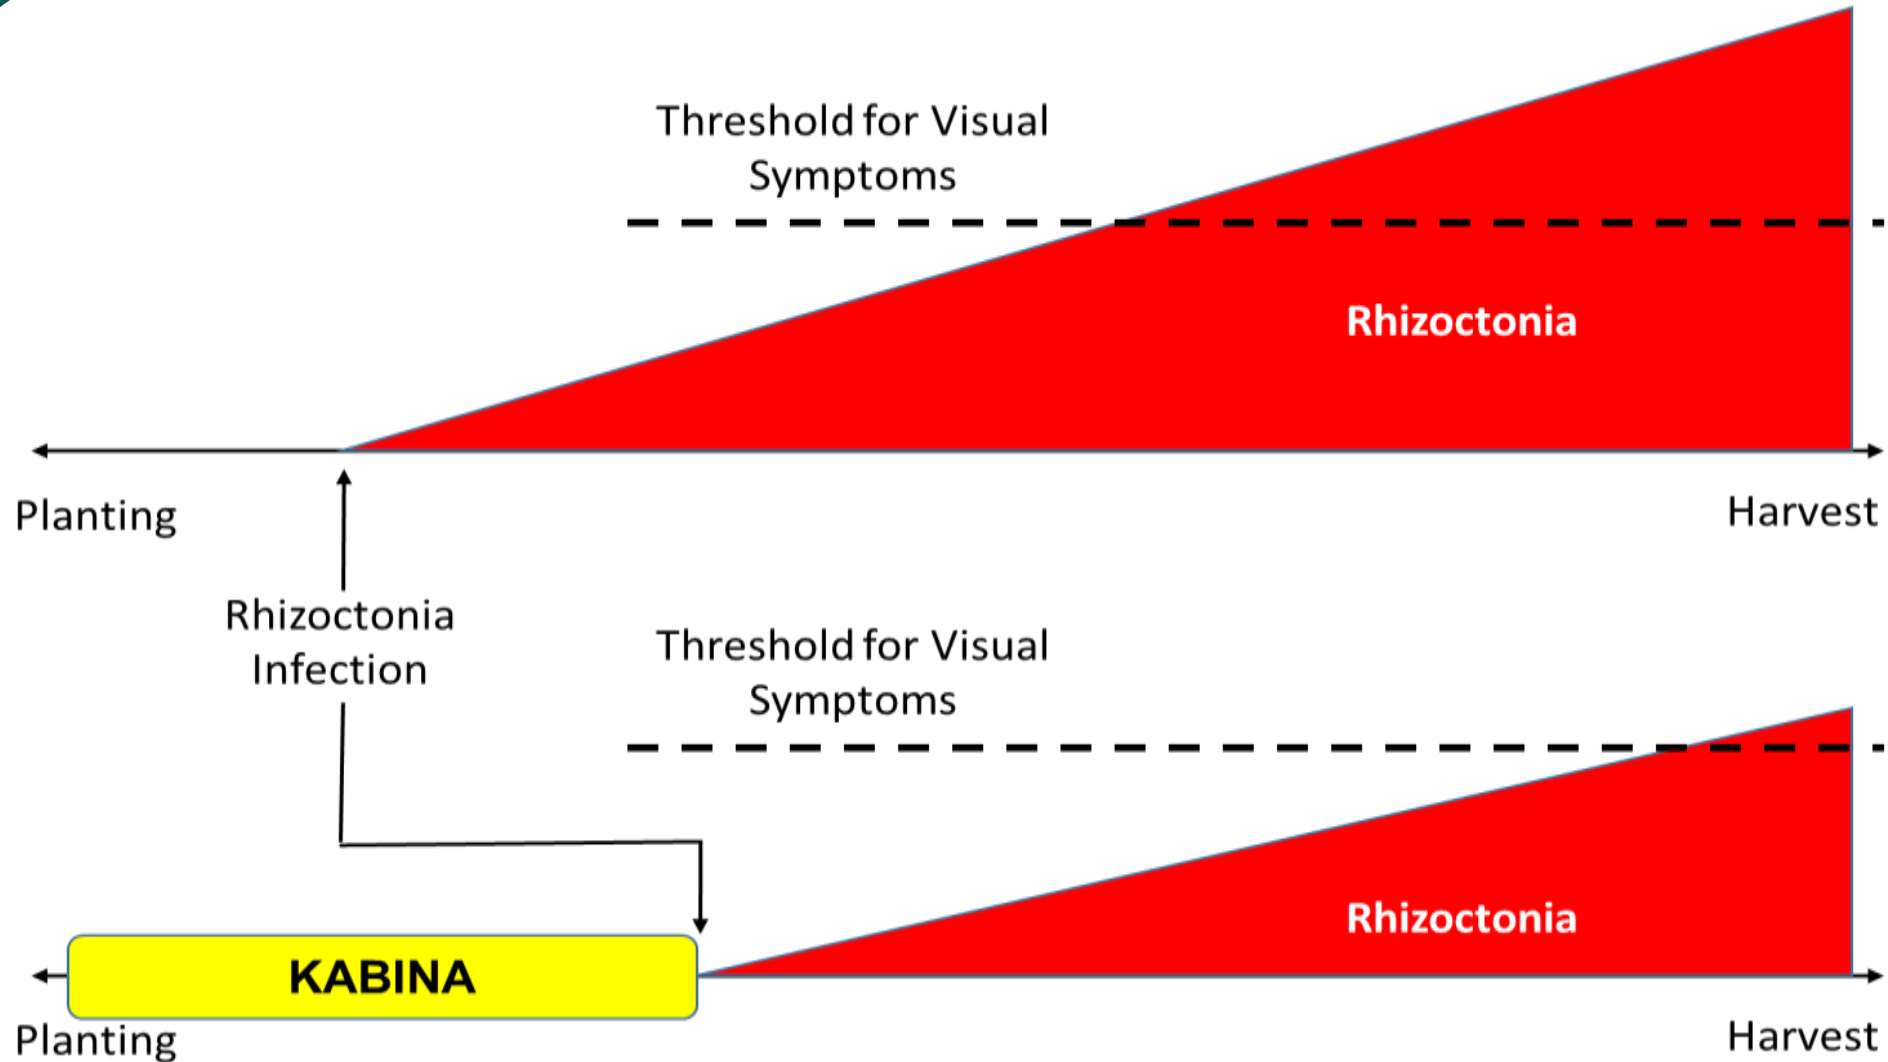 Threshold for Visual
Symptoms
Rhizoctonia
Planting
Harvest
Rhizoctonia
Infection
Threshold for Visual
Symptoms
Rhizoctonia
KABINA
Planting
Harvest